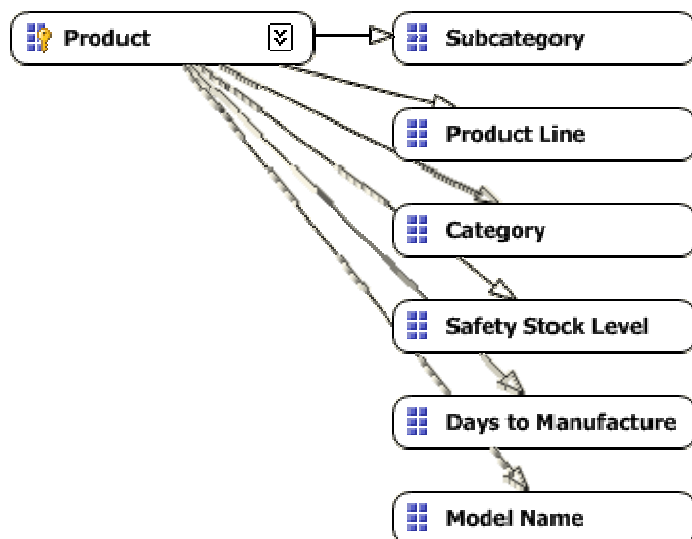 Product
Subcategory
Product Line
Category
Safety Stock Level
Days to Manufacture
Model Name